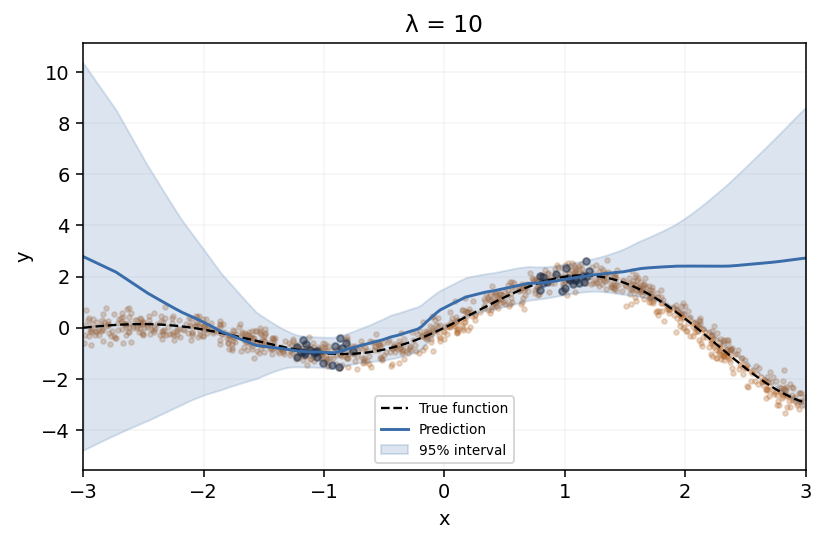 λ = 10
y
10
8
6
4
2
0
−2
−4
True function
Prediction
95% interval
−3
−2
−1
0
1
2
3
x